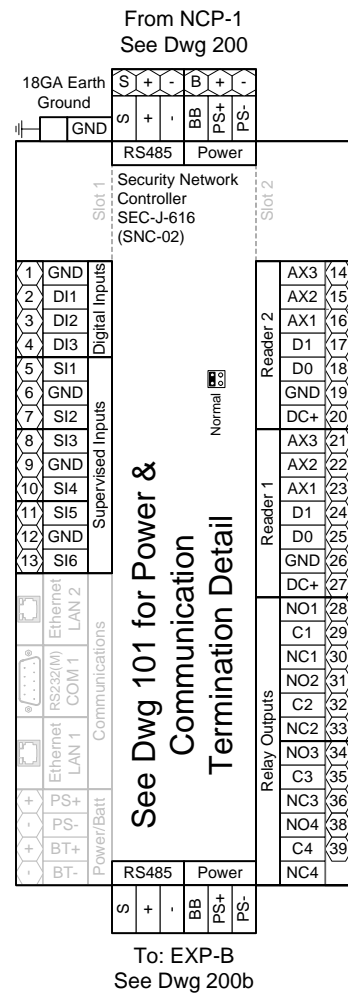 From NCP-1
See Dwg 200
18GA Earth
Ground
GND
S + - B + -
S + - BB PS+ PS-
RS485 Power
Slot 1
Security Network
Controller
SEC-J-616
(SNC-02)
Slot 2
Digital Inputs
1 GND
2 DI1
3 DI2
4 DI3
Supervised Inputs
5 SI1
6 GND
7 SI2
8 SI3
9 GND
10 SI4
11 SI5
12 GND
13 SI6
Communications
Ethernet
LAN 2
RS232(M)
COM 1
Ethernet
LAN 1
Power/Batt
+ PS+
- PS-
+ BT+
- BT-
Normal
See Dwg 101 for Power &
Communication
Termination Detail
Reader 2
AX3 14
AX2 15
AX1 16
D1 17
D0 18
GND 19
DC+ 20
Reader 1
AX3 21
AX2 22
AX1 23
D1 24
D0 25
GND 26
DC+ 27
Relay Outputs
NO1 28
C1 29
NC1 30
NO2 31
C2 32
NC2 33
NO3 34
C3 35
NC3 36
NO4 38
C4 39
NC4
RS485 Power
S + - BB PS+ PS-
To: EXP-B
See Dwg 200b